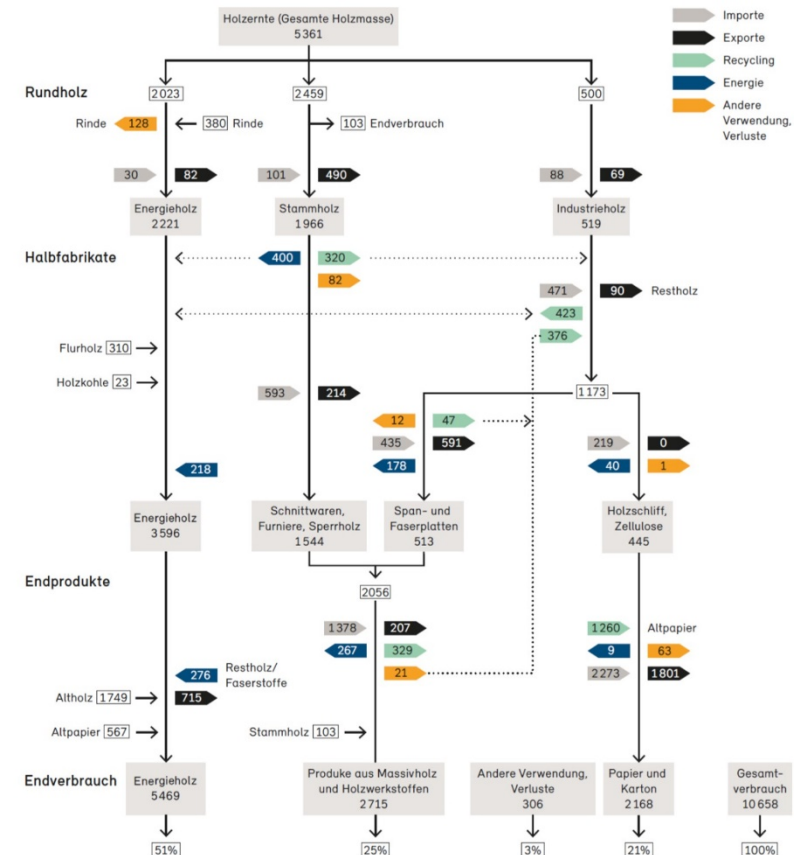 Holzernte (Gesamte Holzmasse)
5361
Importe
Exporte
Recycling
Energie
Andere
Verwendung,
Verluste
Rundholz
2023
2459
500
Rinde
128
380 Rinde
103 Endverbrauch
30
82
101
490
88
69
Energieholz
2221
Stammholz
1966
Industrieholz
519
Halbfabrikate
400
320
82
471
90
Restholz
423
376
Flurholz 310
Holzkohle 23
593
214
1173
12
47
435
591
178
219
0
40
1
218
Energieholz
3596
Schnittwaren,
Furniere, Sperrholz
1544
Span- und
Faserplatten
513
Holzschliff,
Zellulose
445
Endprodukte
2056
1378
207
267
329
21
1260
Altpapier
9
63
2273
1801
276
Restholz/
Faserstoffe
715
Altholz 1749
Altpapier 567
Stammholz 103
Endverbrauch
Energieholz
5469
Produke aus Massivholz
und Holzwerkstoffen
2715
Andere Verwendung,
Verluste
306
Papier und
Karton
2168
Gesamt-
verbrauch
10658
51%
25%
3%
21%
100%